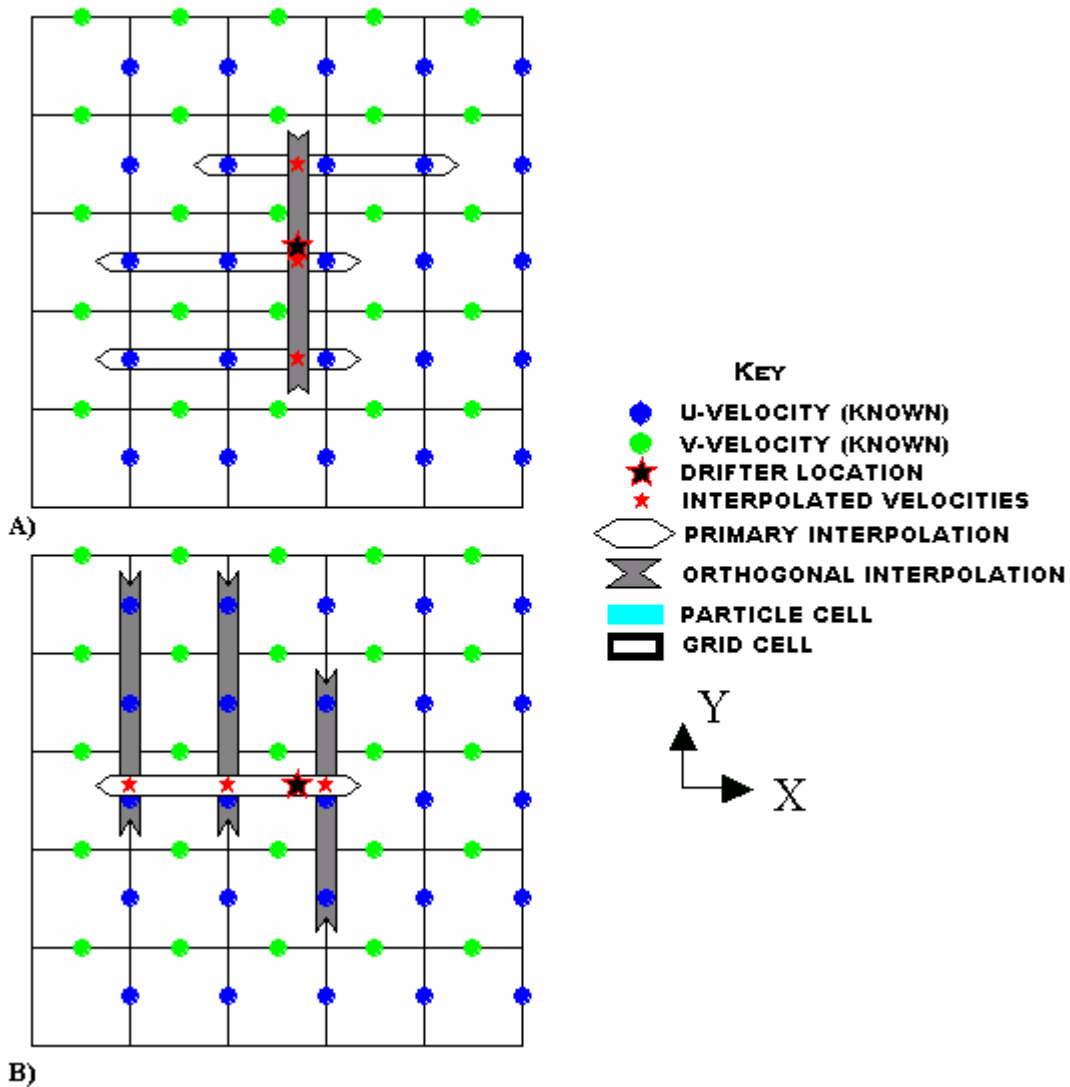 A)
B)
KEY
U-VELOCITY (KNOWN)
V-VELOCITY (KNOWN)
DRIFTER LOCATION
INTERPOLATED VELOCITIES
PRIMARY INTERPOLATION
ORTHOGONAL INTERPOLATION
PARTICLE CELL
GRID CELL
Y
X